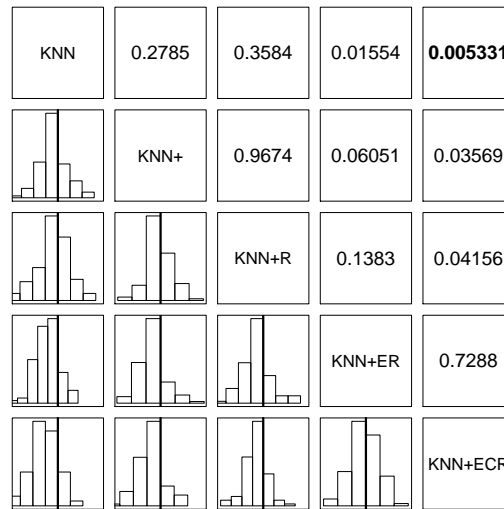 KNN 0.2785 0.3584 0.01554 0.005331
KNN+ 0.9674 0.06051 0.03569
KNN+R 0.1383 0.04156
KNN+ER 0.7288
KNN+ECR